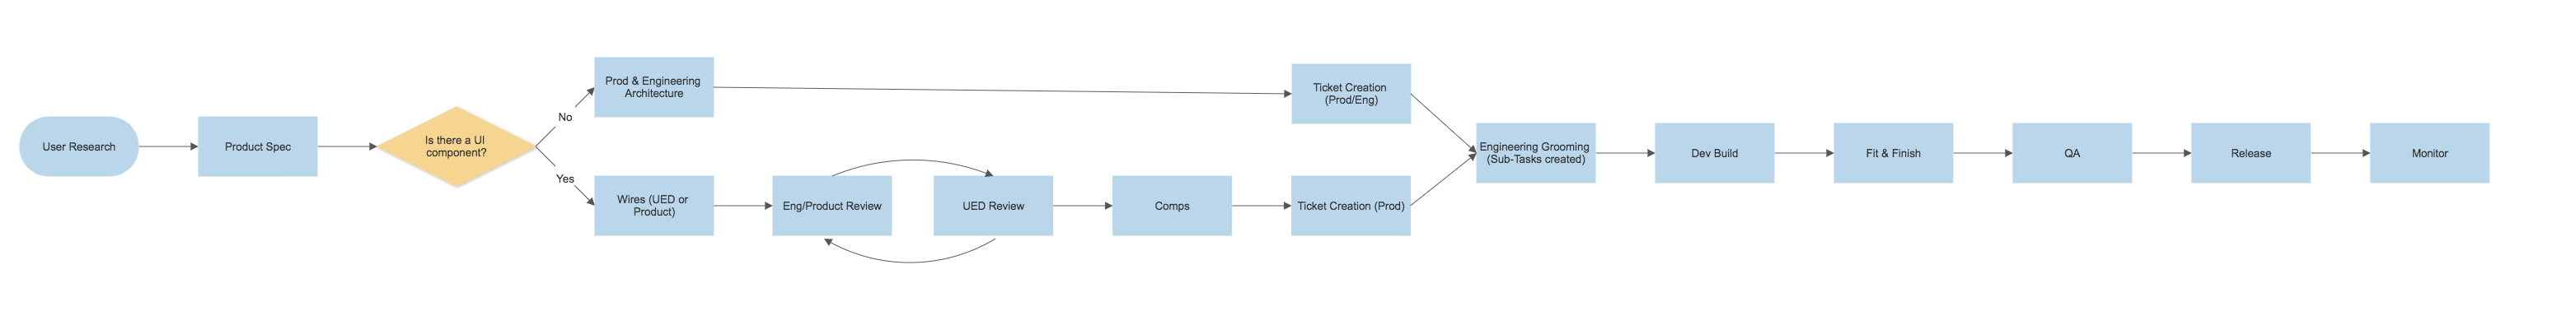 User Research
Product Spec
Is there a UI
component?
No
Yes
Prod & Engineering
Architecture
Ticket Creation
(Prod/Eng)
Wires (UED or
Product)
Eng/Product Review
UED Review
Comps
Ticket Creation (Prod)
Engineering Grooming
(Sub-Tasks created)
Dev Build
Fit & Finish
QA
Release
Monitor